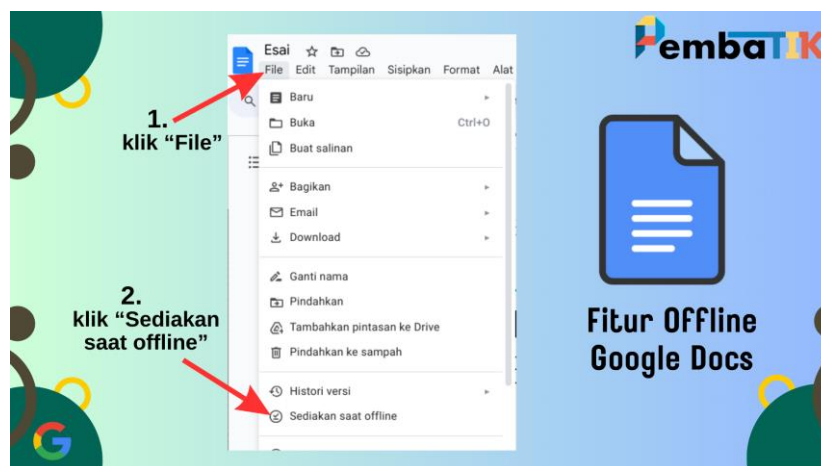 PembaTIK
Esai
File Edit Tampilan Sisipkan Format Alat
1.
klik “File”
Baru
Buka Ctrl+O
Buat salinan
Bagikan
Email
Download
Ganti nama
Pindahkan
Tambahkan pintasan ke Drive
Pindahkan ke sampah
Histori versi
Sediakan saat offline
2.
klik “Sediakan
saat offline”
Fitur Offline
Google Docs